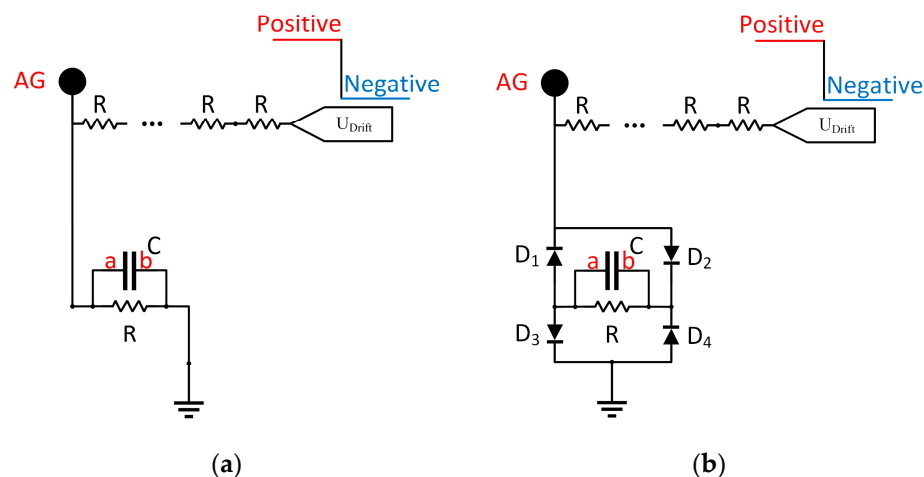 Positive
Negative
AG
R
...
R
R
U_Drift
C
a
b
R
(a)
Positive
Negative
AG
R
...
R
R
U_Drift
D₁
C
a
b
D₂
D₃
R
D₄
(b)